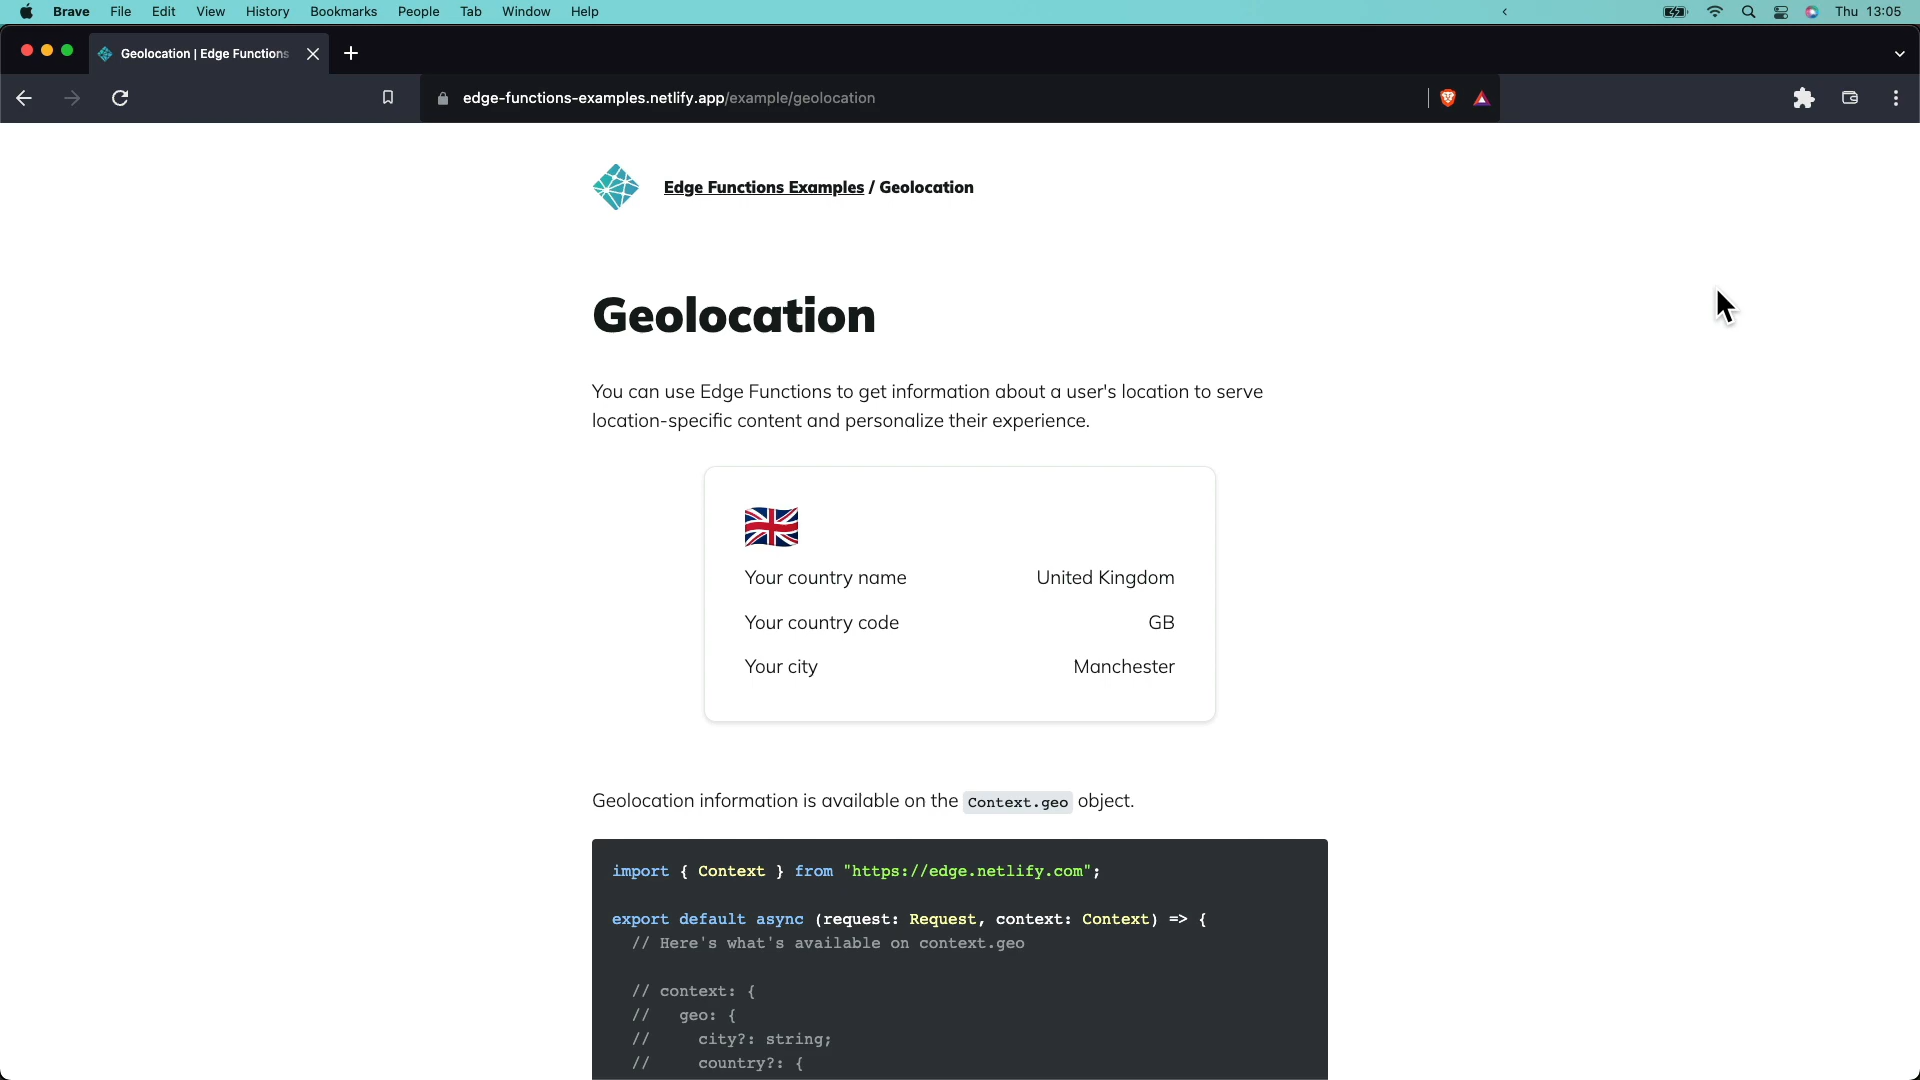 Brave File Edit View History Bookmarks People Tab Window Help Thu 13:05
Geolocation | Edge Functions
edge-functions-examples.netlify.app/example/geolocation
Edge Functions Examples / Geolocation
Geolocation
You can use Edge Functions to get information about a user's location to serve
location-specific content and personalize their experience.
Your country name United Kingdom
Your country code GB
Your city Manchester
Geolocation information is available on the Context.geo object.
import { Context } from "https://edge.netlify.com";
export default async (request: Request, context: Context) => {
// Here's what's available on context.geo
// context: {
// geo: {
// city?: string;
// country?: {